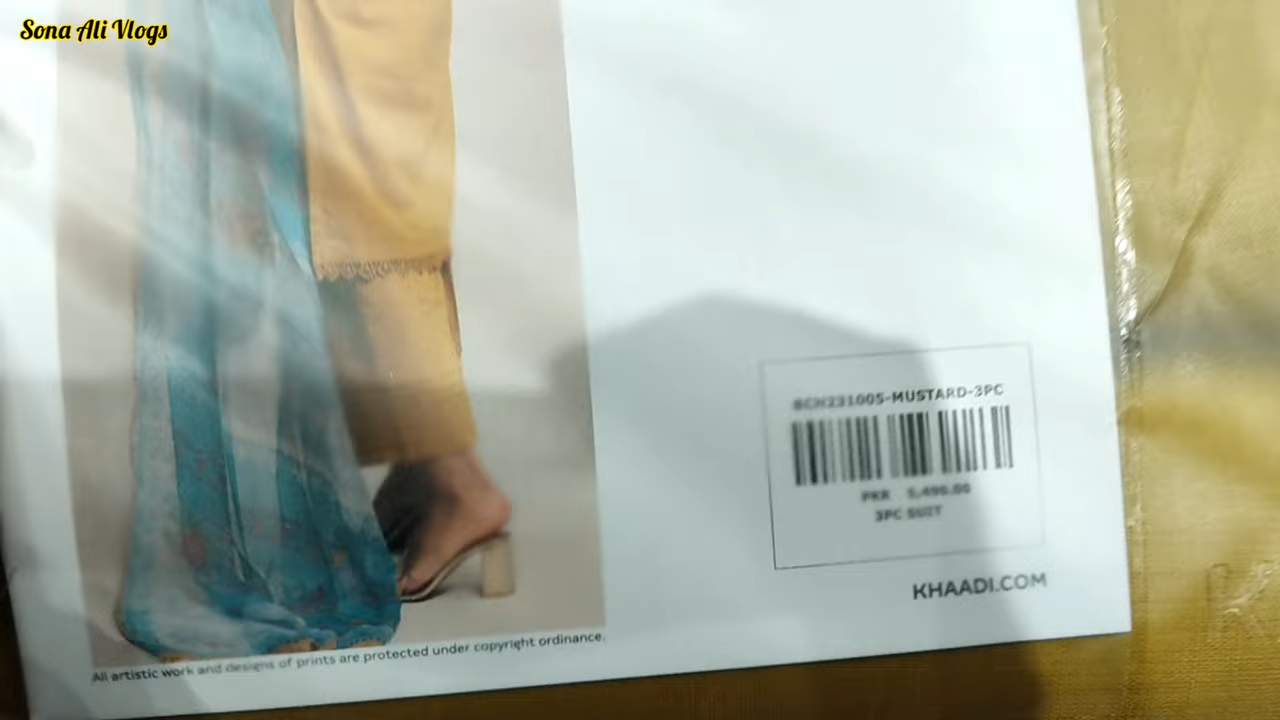 Sona Ali Vlogs
BCH231005-MUSTARD-3PC
PKR 5,490.00
3PC SUIT
KHAADI.COM
All artistic work and designs of prints are protected under copyright ordinance.